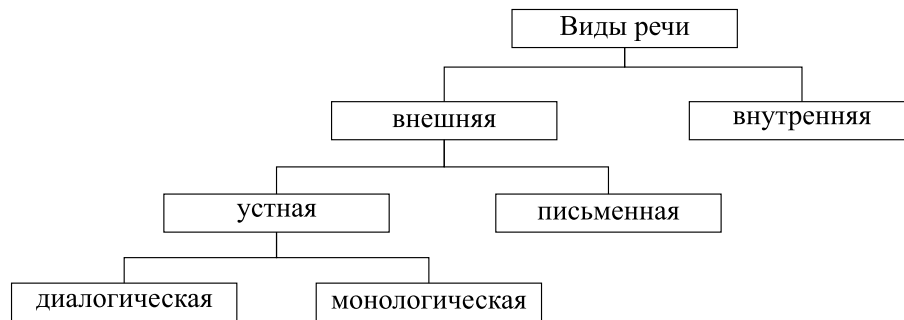 Виды речи
внешняя
внутренняя
устная
письменная
диалогическая
монологическая